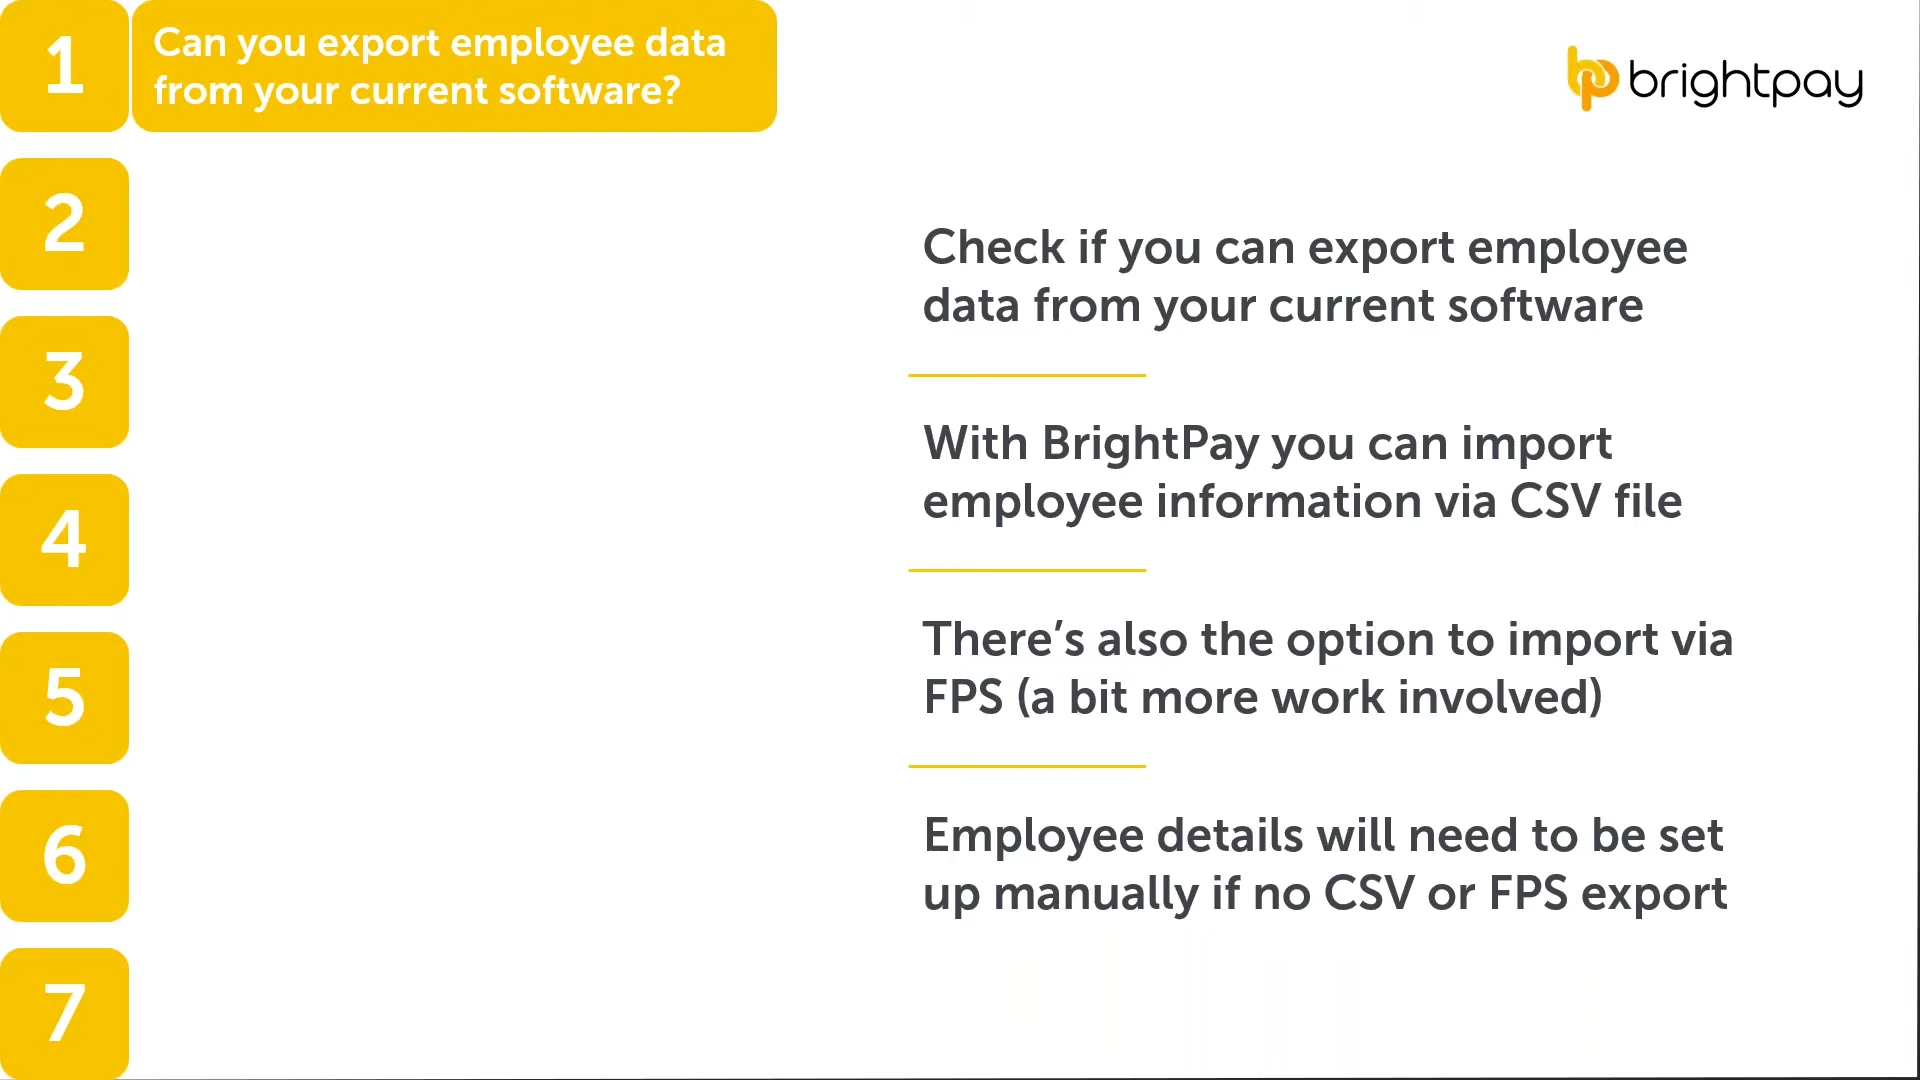 1
Can you export employee data
from your current software?
brightpay
2
3
4
5
6
7
Check if you can export employee
data from your current software
With BrightPay you can import
employee information via CSV file
There’s also the option to import via
FPS (a bit more work involved)
Employee details will need to be set
up manually if no CSV or FPS export